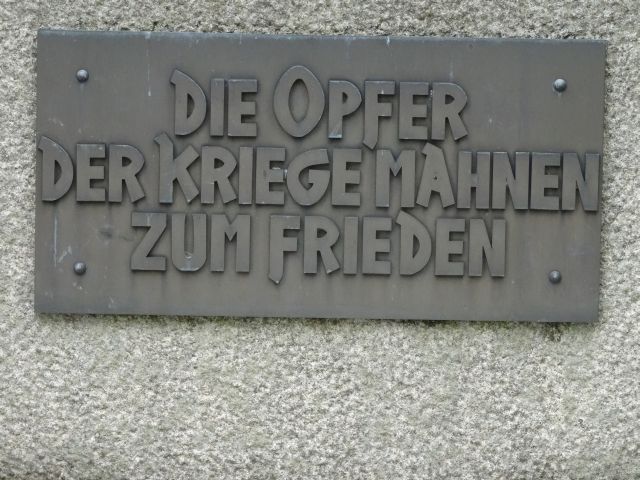 DIE OPFER
DER KRIEGE MAHNEN
ZUM FRIEDEN